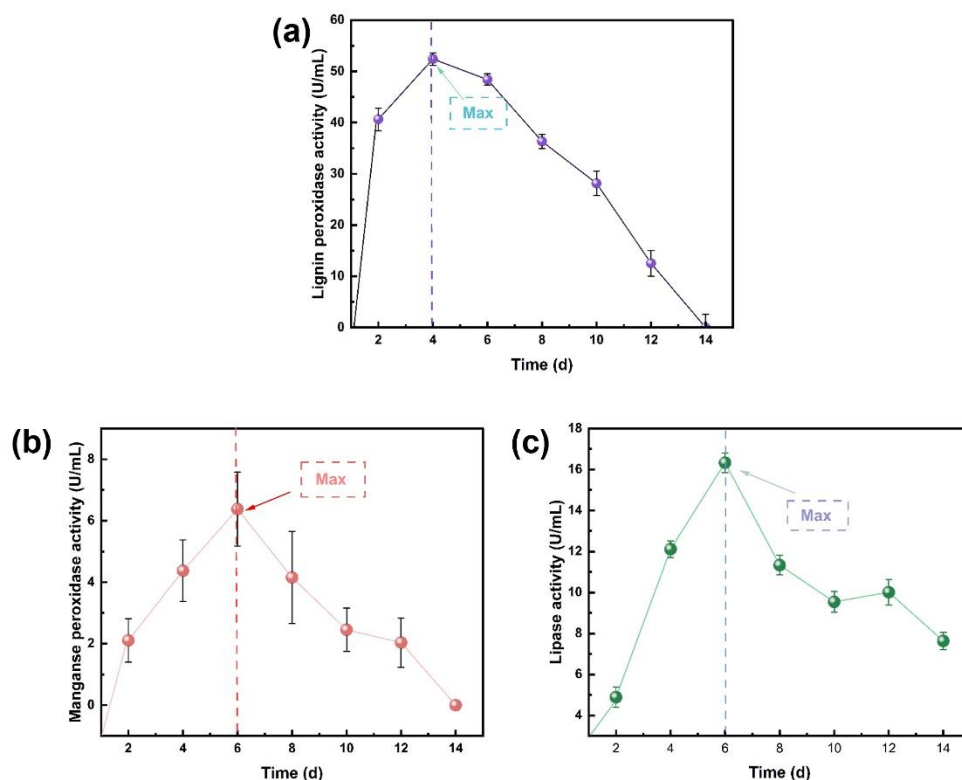 (a)
Lignin peroxidase activity (U/mL)
60
50
40
30
20
10
0
Max
2 4 6 8 10 12 14
Time (d)
(b)
Manganse peroxidase activity (U/mL)
8
6
4
2
0
Max
2 4 6 8 10 12 14
Time (d)
(c)
Lipase activity (U/mL)
18
16
14
12
10
8
6
4
Max
2 4 6 8 10 12 14
Time (d)